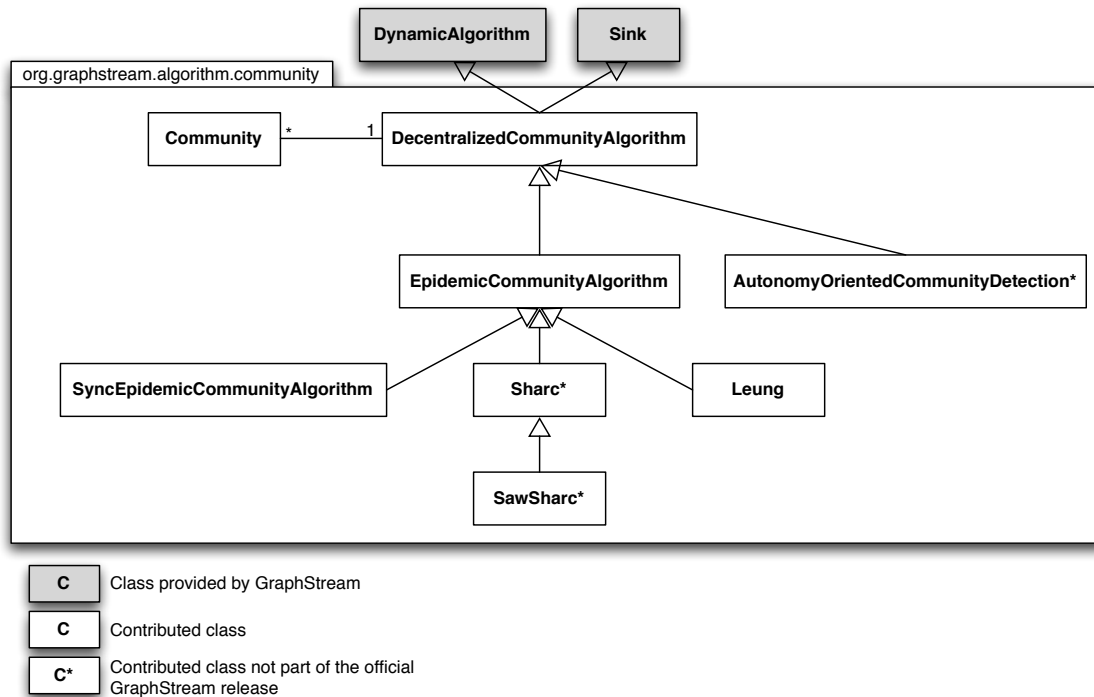 DynamicAlgorithm
Sink
org.graphstream.algorithm.community
Community
*
1
DecentralizedCommunityAlgorithm
EpidemicCommunityAlgorithm
AutonomyOrientedCommunityDetection*
SyncEpidemicCommunityAlgorithm
Sharc*
Leung
SawSharc*
C
Class provided by GraphStream
C
Contributed class
C*
Contributed class not part of the official
GraphStream release